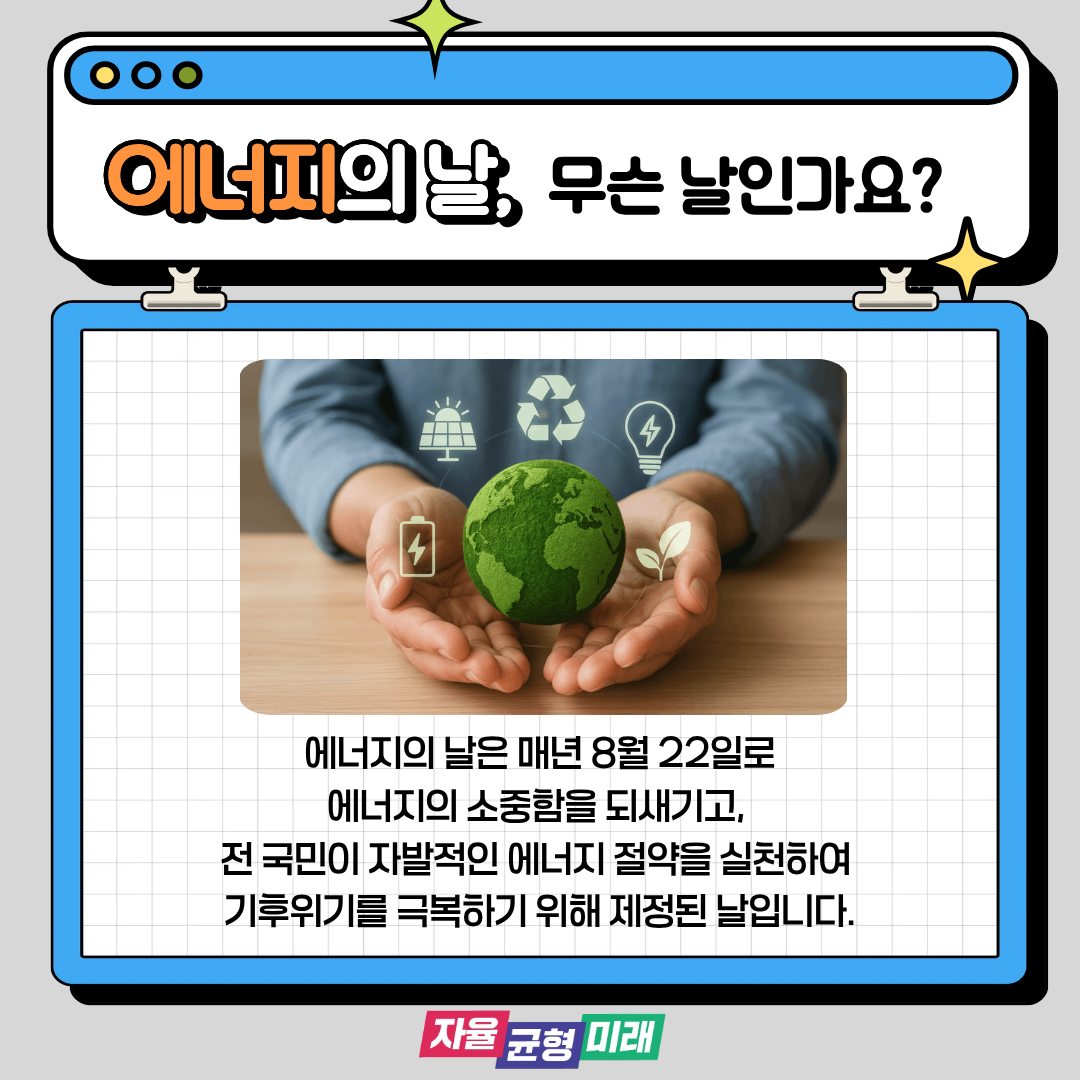 에너지의 날, 무슨 날인가요?
에너지의 날은 매년 8월 22일로
에너지의 소중함을 되새기고,
전 국민이 자발적인 에너지 절약을 실천하여
기후위기를 극복하기 위해 제정된 날입니다.
자율 균형 미래